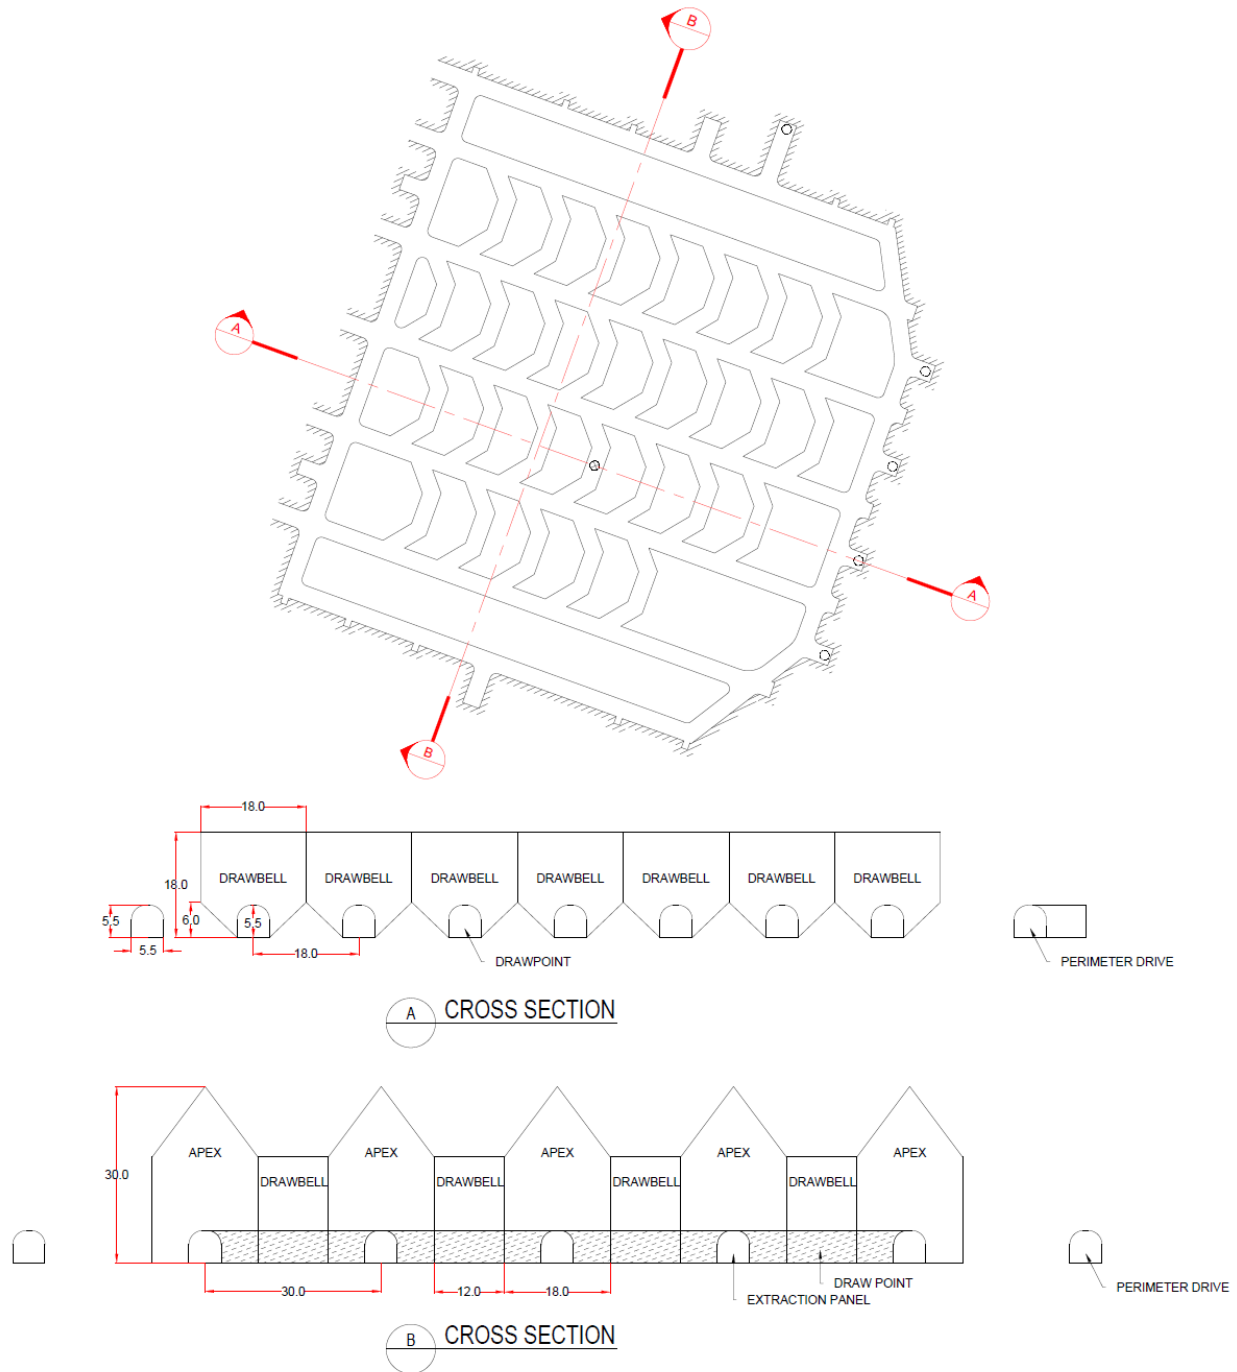 B
A
A
B
18.0
18.0
DRAWBELL DRAWBELL DRAWBELL DRAWBELL DRAWBELL DRAWBELL DRAWBELL
5.5 6.0 5.5
5.5 18.0
DRAWPOINT PERIMETER DRIVE
A CROSS SECTION
APEX APEX APEX APEX APEX
30.0
DRAWBELL DRAWBELL DRAWBELL DRAWBELL
30.0 12.0 18.0
DRAW POINT
PERIMETER DRIVE
EXTRACTION PANEL
B CROSS SECTION